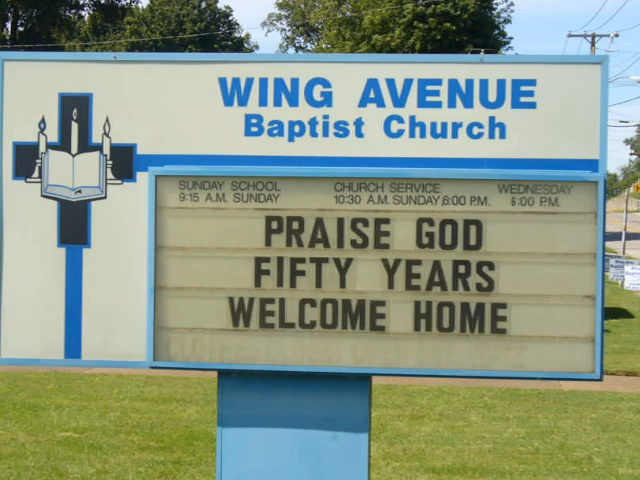 WING AVENUE
Baptist Church
SUNDAY SCHOOL CHURCH SERVICE WEDNESDAY
9:15 A.M. SUNDAY 10:30 A.M. SUNDAY 6:00 P.M. 6:00 P.M.
PRAISE GOD
FIFTY YEARS
WELCOME HOME